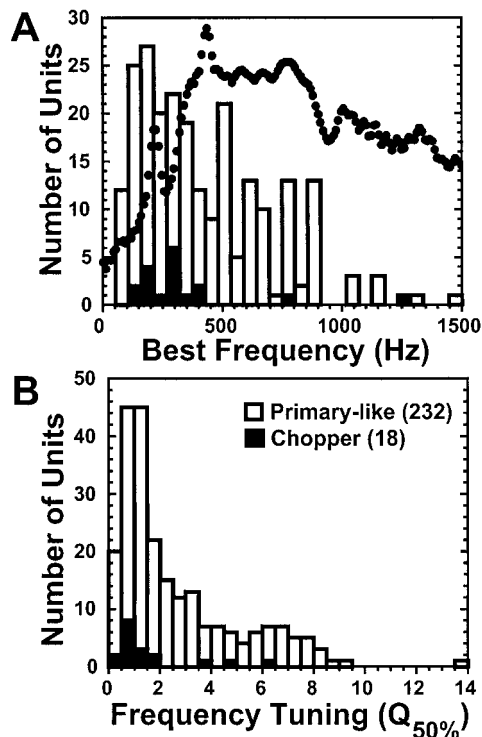 A
Number of Units
30
25
20
15
10
5
0
0
500
1000
1500
Best Frequency (Hz)
B
Number of Units
50
40
30
20
10
0
Primary-like (232)
Chopper (18)
0 2 4 6 8 10 12 14
Frequency Tuning (Q50%)